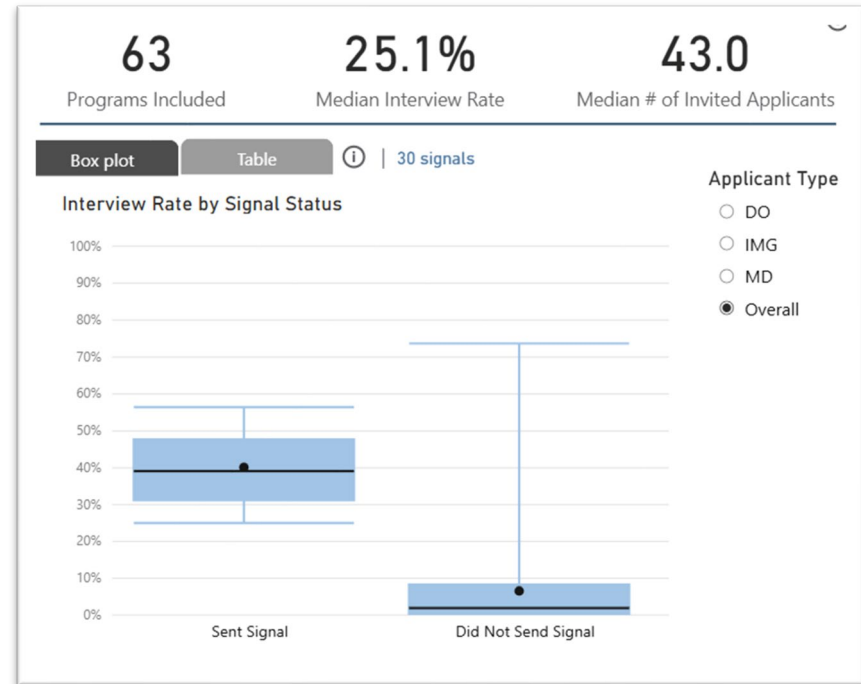 63
Programs Included
25.1%
Median Interview Rate
43.0
Median # of Invited Applicants
Box plot
Table
i | 30 signals
Interview Rate by Signal Status
100%
90%
80%
70%
60%
50%
40%
30%
20%
10%
0%
Sent Signal
Did Not Send Signal
Applicant Type
DO
IMG
MD
Overall